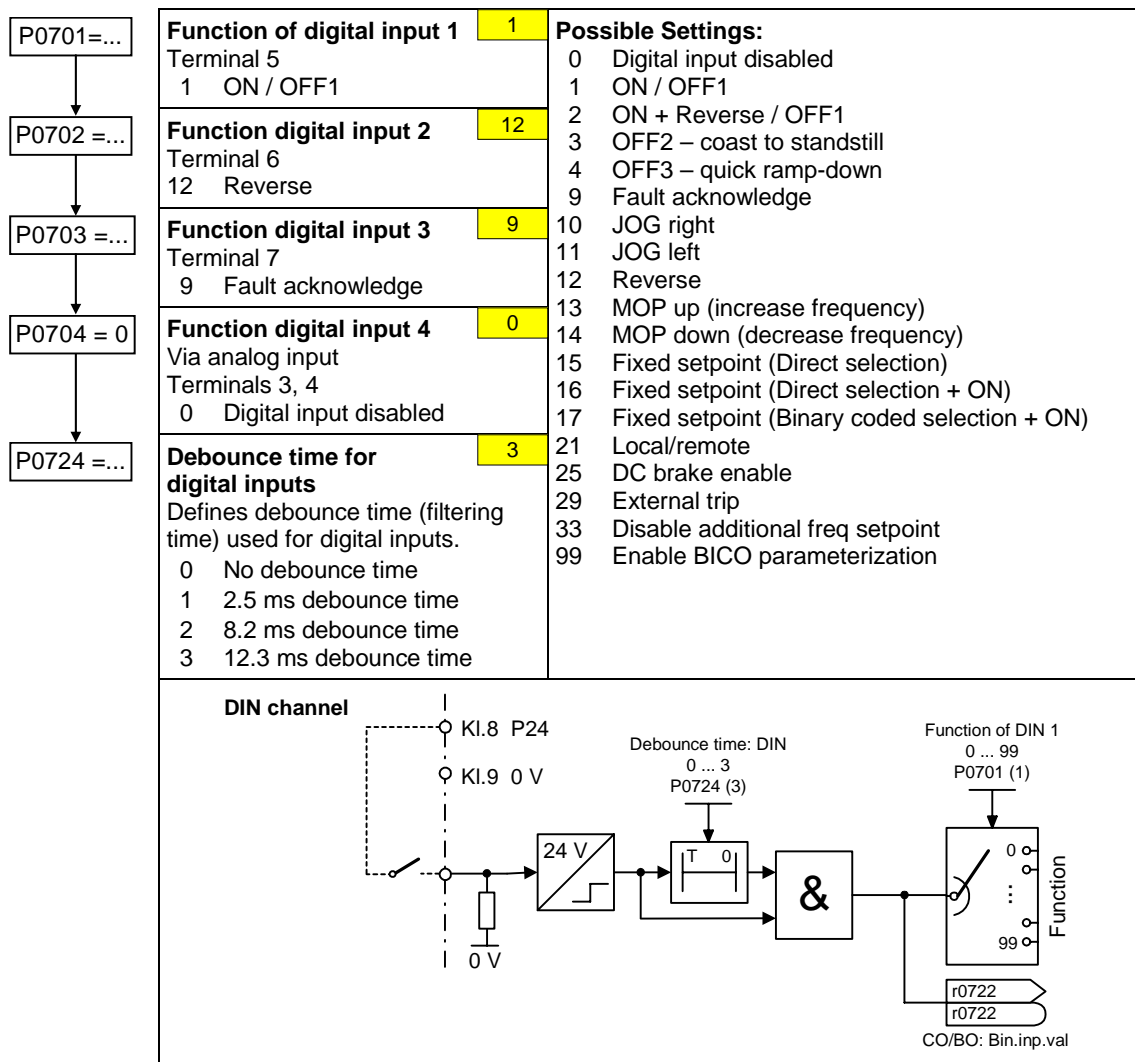 P0701=...
P0702 =...
P0703 =...
P0704 = 0
P0724 =...
Function of digital input 1 1
Terminal 5
1 ON / OFF1
Function digital input 2 12
Terminal 6
12 Reverse
Function digital input 3 9
Terminal 7
9 Fault acknowledge
Function digital input 4 0
Via analog input
Terminals 3, 4
0 Digital input disabled
Debounce time for 3
digital inputs
Defines debounce time (filtering
time) used for digital inputs.
0 No debounce time
1 2.5 ms debounce time
2 8.2 ms debounce time
3 12.3 ms debounce time
Possible Settings:
0 Digital input disabled
1 ON / OFF1
2 ON + Reverse / OFF1
3 OFF2 – coast to standstill
4 OFF3 – quick ramp-down
9 Fault acknowledge
10 JOG right
11 JOG left
12 Reverse
13 MOP up (increase frequency)
14 MOP down (decrease frequency)
15 Fixed setpoint (Direct selection)
16 Fixed setpoint (Direct selection + ON)
17 Fixed setpoint (Binary coded selection + ON)
21 Local/remote
25 DC brake enable
29 External trip
33 Disable additional freq setpoint
99 Enable BICO parameterization
DIN channel
Kl.8 P24
Kl.9 0 V
0 V
24 V
Debounce time: DIN
0 ... 3
P0724 (3)
T 0
&
Function of DIN 1
0 ... 99
P0701 (1)
0
...
99
Function
r0722
r0722
CO/BO: Bin.inp.val